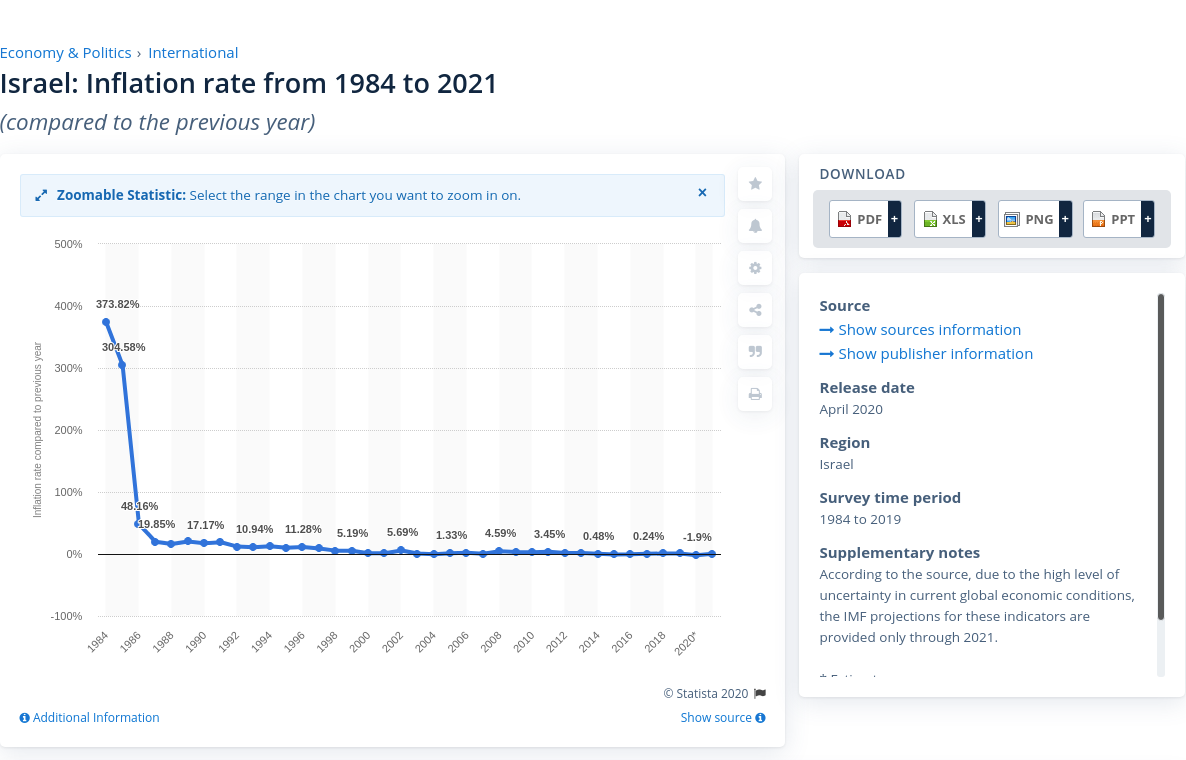 Economy & Politics › International
Israel: Inflation rate from 1984 to 2021
(compared to the previous year)
Zoomable Statistic: Select the range in the chart you want to zoom in on. ×
500%
400%
300%
200%
100%
0%
-100%
Inflation rate compared to previous year
373.82%
304.58%
48.16%
19.85%
17.17%
10.94%
11.28%
5.19%
5.69%
1.33%
4.59%
3.45%
0.48%
0.24%
-1.9%
1984
1986
1988
1990
1992
1994
1996
1998
2000
2002
2004
2006
2008
2010
2012
2014
2016
2018
2020*
© Statista 2020
Additional Information
Show source
DOWNLOAD
PDF + XLS + PNG + PPT +
Source
Show sources information
Show publisher information
Release date
April 2020
Region
Israel
Survey time period
1984 to 2019
Supplementary notes
According to the source, due to the high level of
uncertainty in current global economic conditions,
the IMF projections for these indicators are
provided only through 2021.